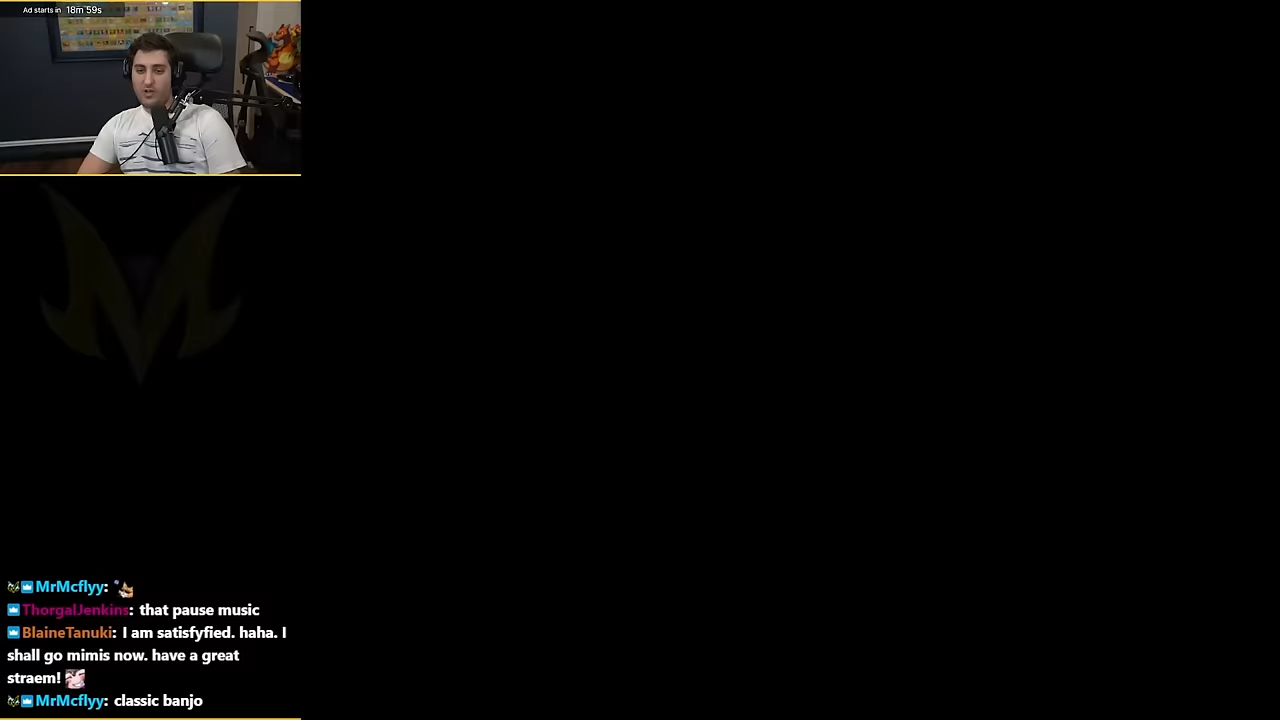 Ad starts in 18m 59s
MrMcflyy:
ThorgalJenkins: that pause music
BlaineTanuki: I am satisfyfied. haha. I
shall go mimis now. have a great
straem!
MrMcflyy: classic banjo